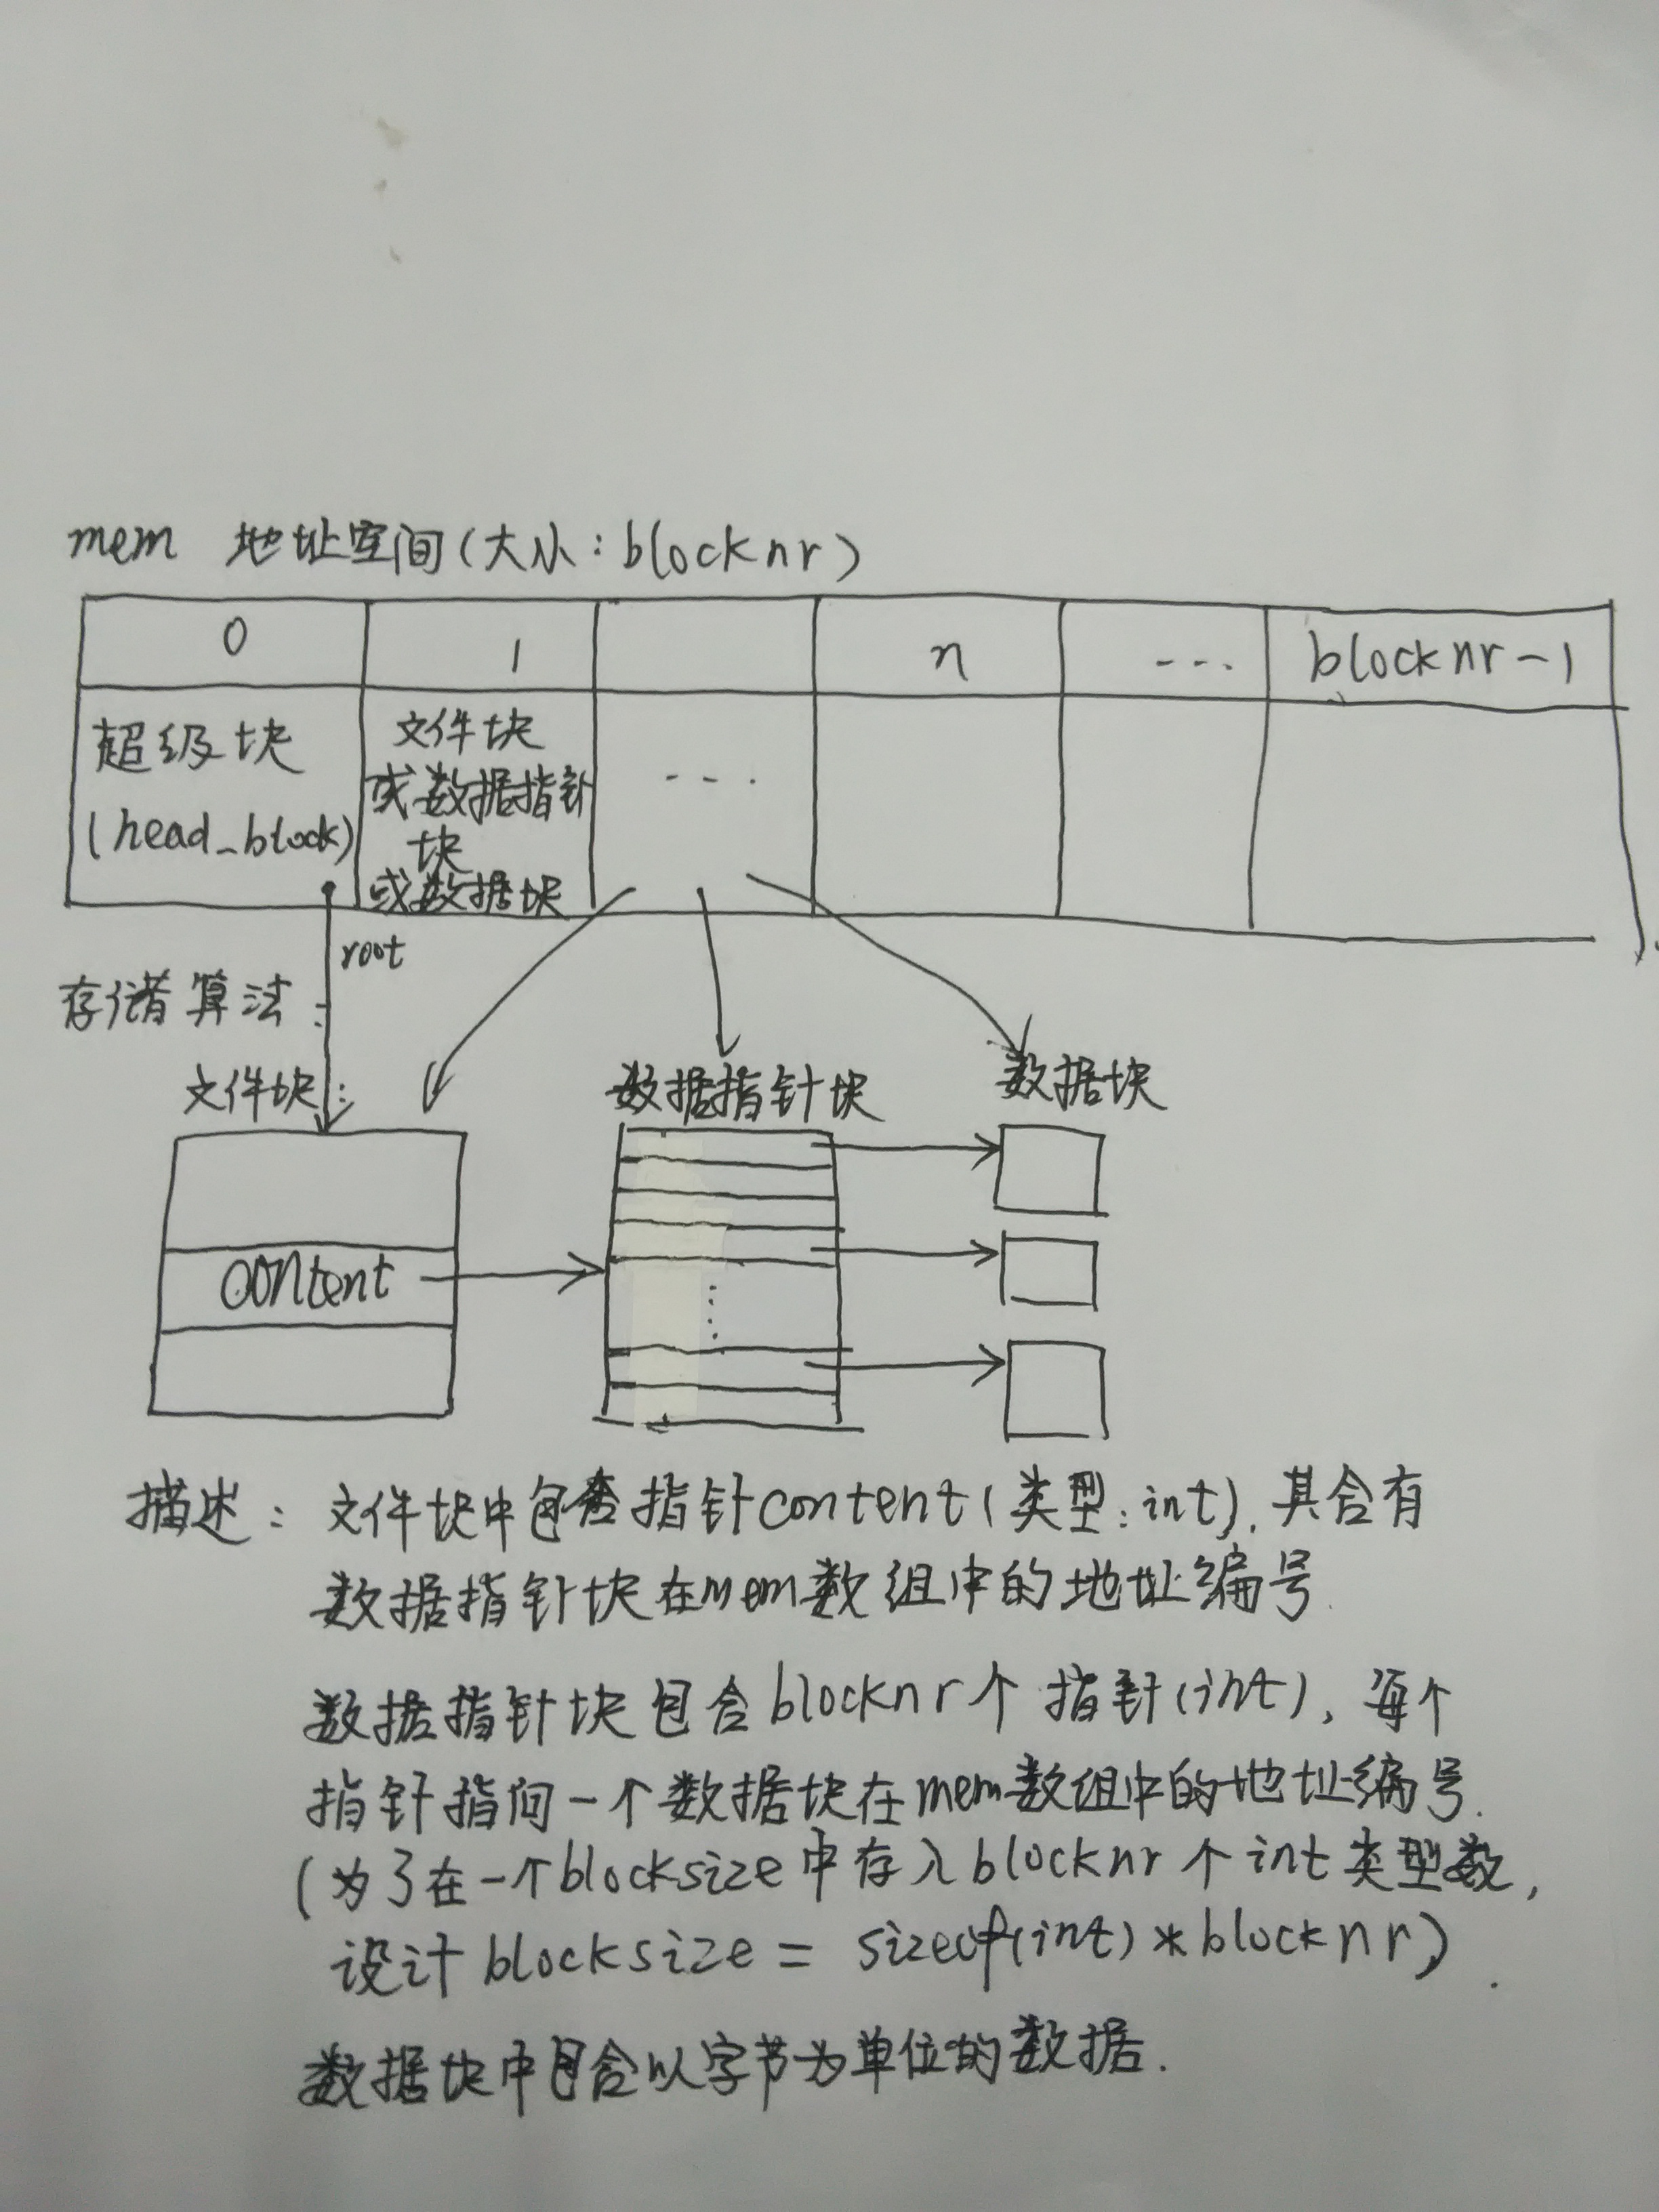 mem 地址空间(大小:blocknr)
0 1 n ... blocknr-1
超级块
(head_block)
文件块
或数据指针
块
或数据块
...
root
存储算法:
文件块:
数据指针块
数据块
content
描述: 文件块中包含指针content(类型:int),其含有
数据指针块在mem数组中的地址编号.
数据指针块包含blocknr个指针(int),每个
指针指向一个数据块在mem数组中的地址编号.
(为了在一个blocksize中存入blocknr个int类型数,
设计blocksize = sizeof(int)*blocknr).
数据块中包含以字节为单位的数据.